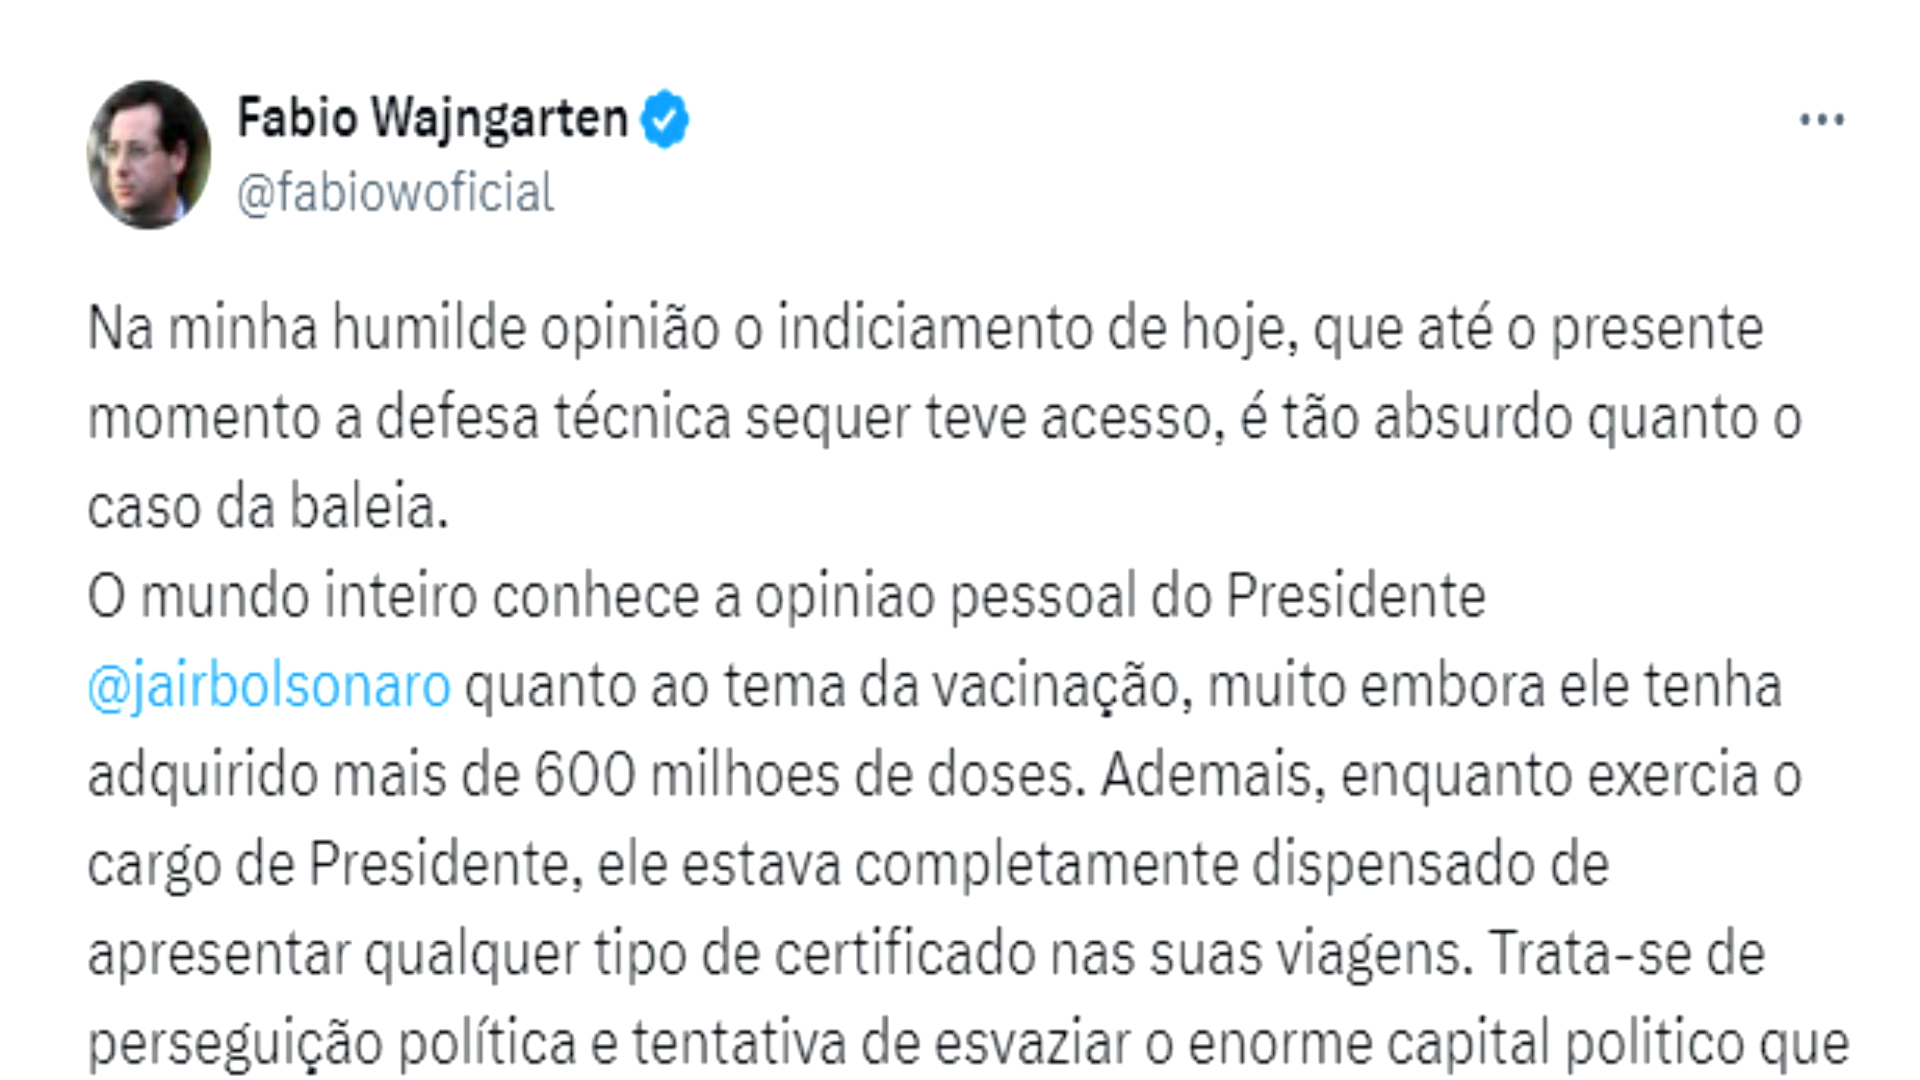 Fabio Wajngarten
@fabiowoficial
Na minha humilde opinião o indiciamento de hoje, que até o presente
momento a defesa técnica sequer teve acesso, é tão absurdo quanto o
caso da baleia.
O mundo inteiro conhece a opiniao pessoal do Presidente
@jairbolsonaro quanto ao tema da vacinação, muito embora ele tenha
adquirido mais de 600 milhoes de doses. Ademais, enquanto exercia o
cargo de Presidente, ele estava completamente dispensado de
apresentar qualquer tipo de certificado nas suas viagens. Trata-se de
perseguição política e tentativa de esvaziar o enorme capital politico que